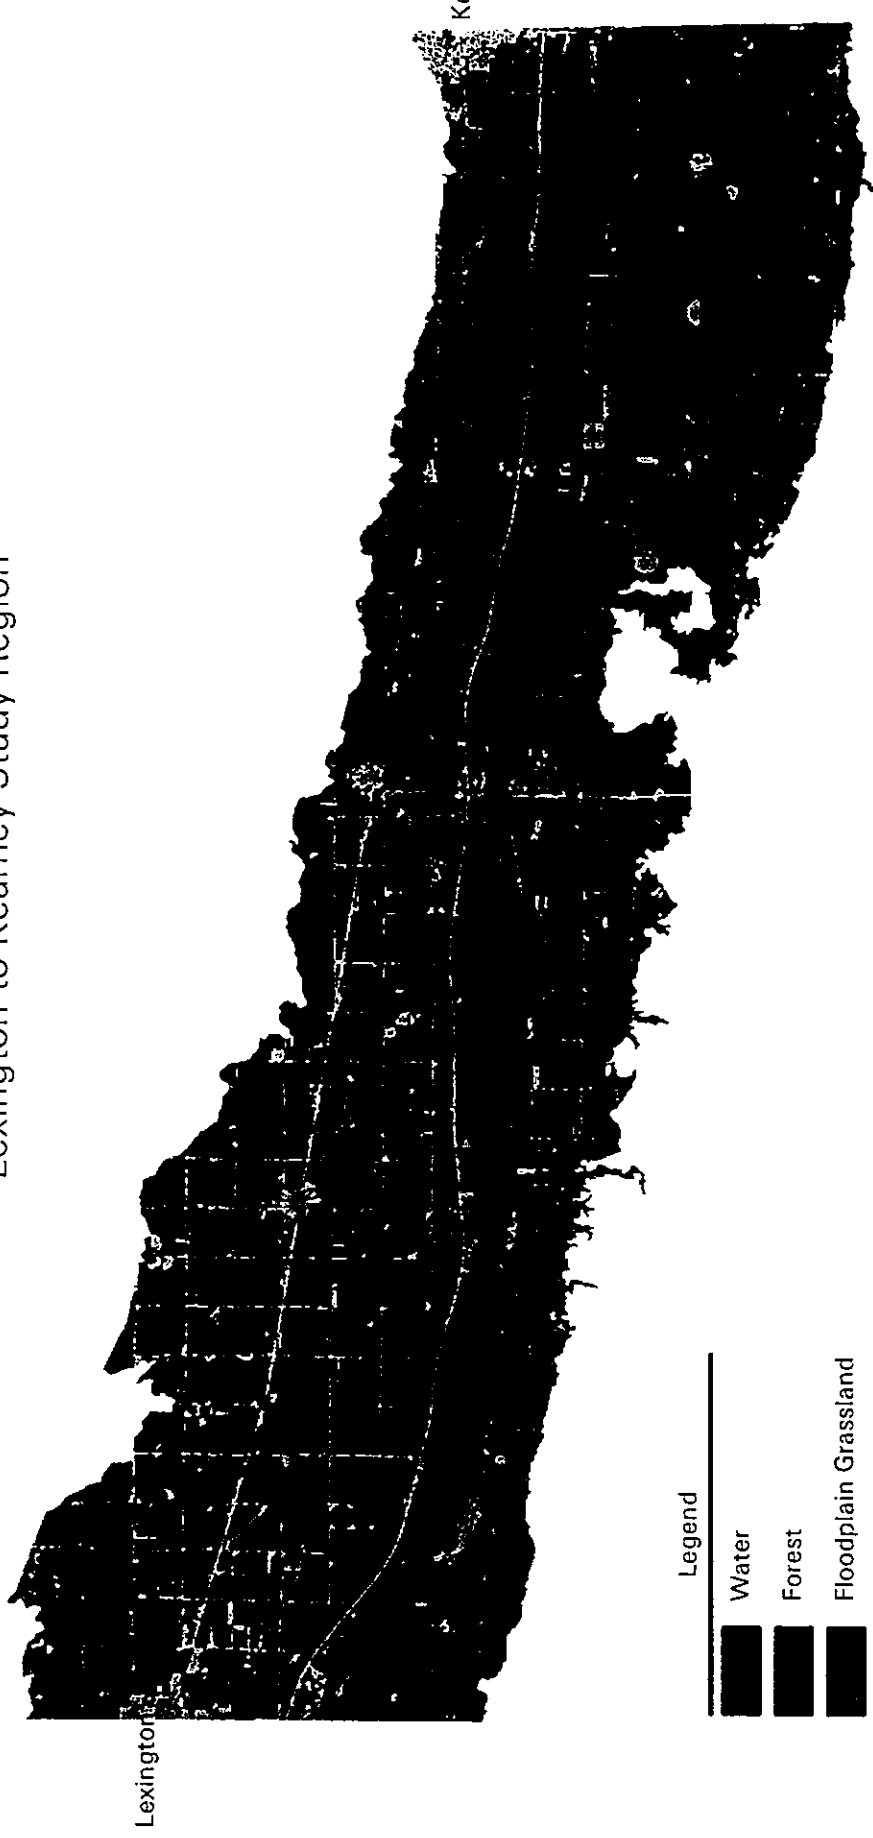 Lexington to Kearney Study Region
Lexington
Legend
Water
Forest
Floodplain Grassland